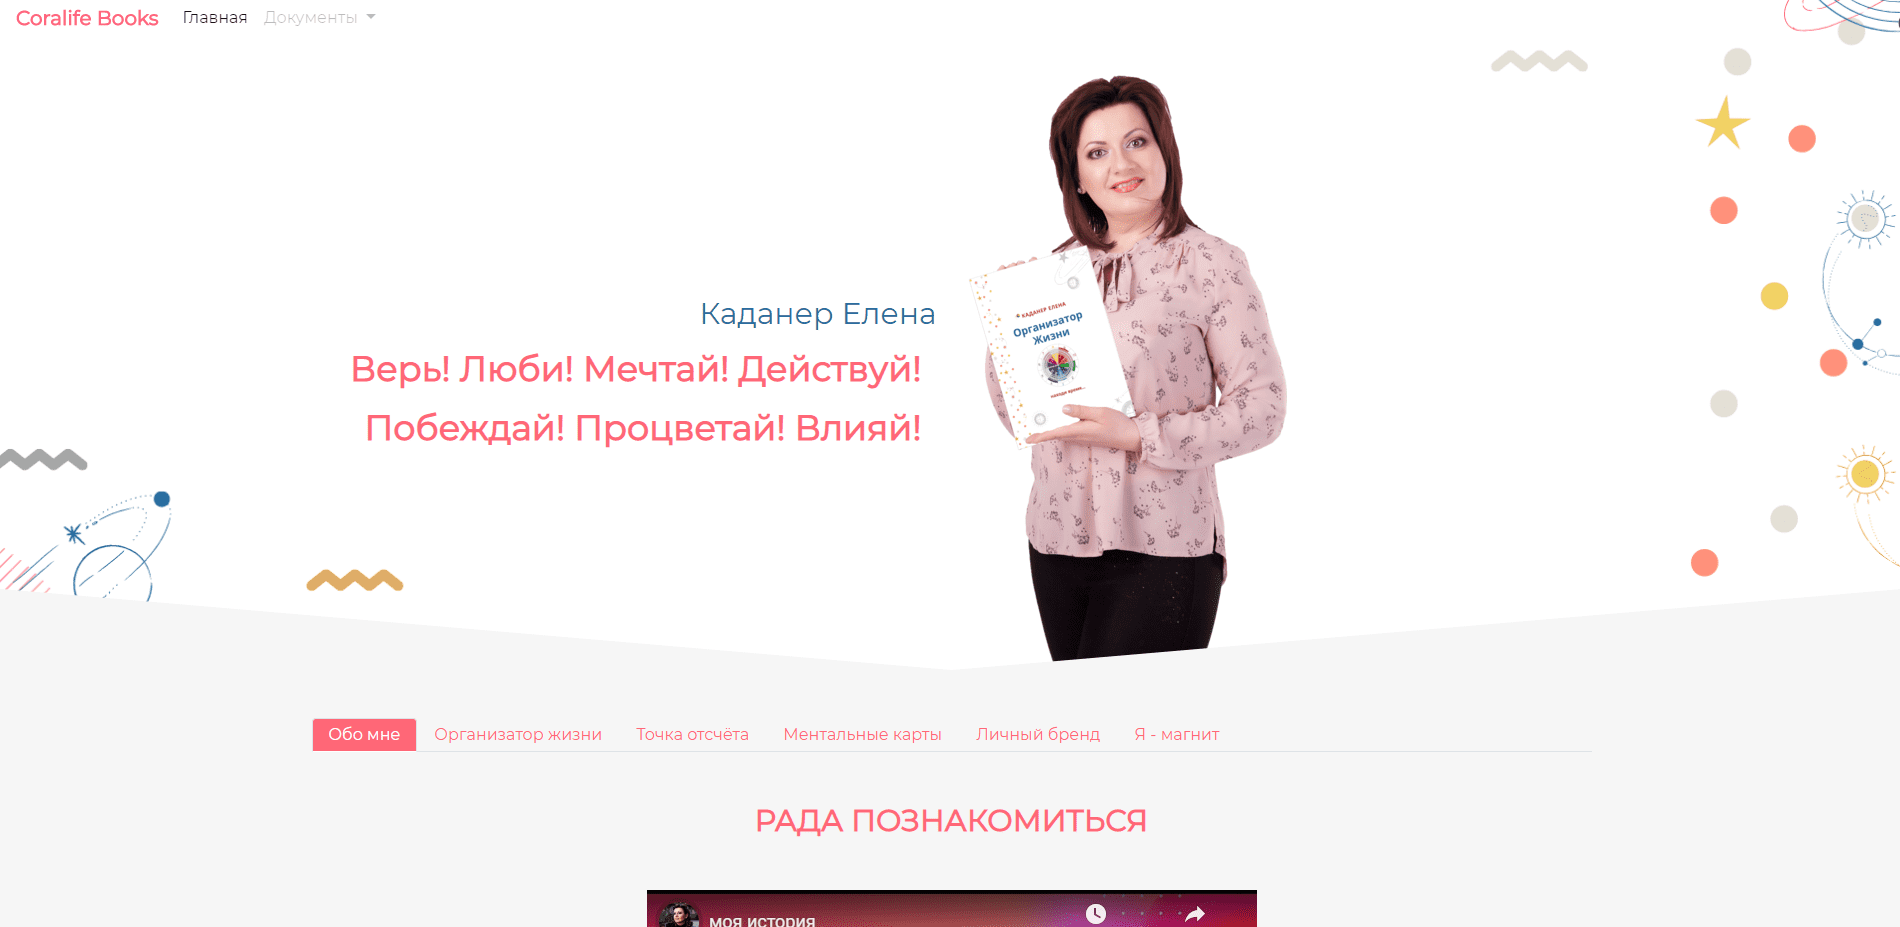 Coralife Books Главная Документы
Каданер Елена
Верь! Люби! Мечтай! Действуй!
Побеждай! Процветай! Влияй!
КАДАНЕР ЕЛЕНА
Организатор
Жизни
Обо мне Организатор жизни Точка отсчёта Ментальные карты Личный бренд Я - магнит
РАДА ПОЗНАКОМИТЬСЯ
моя история